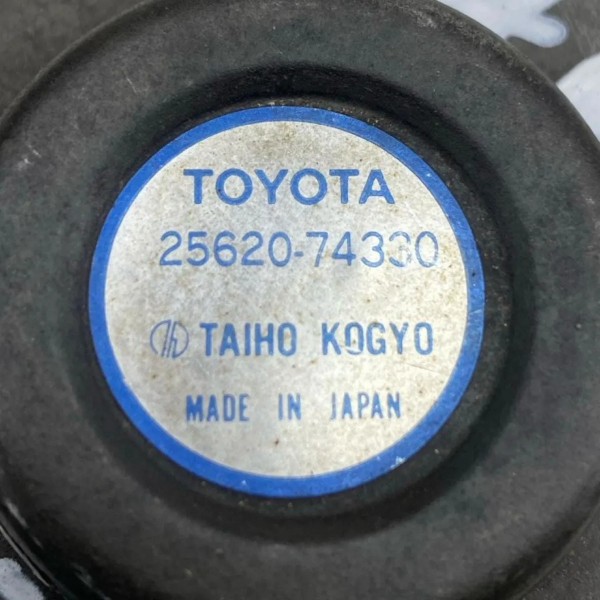 TOYOTA
25620-74330
TAIHO KOGYO
MADE IN JAPAN